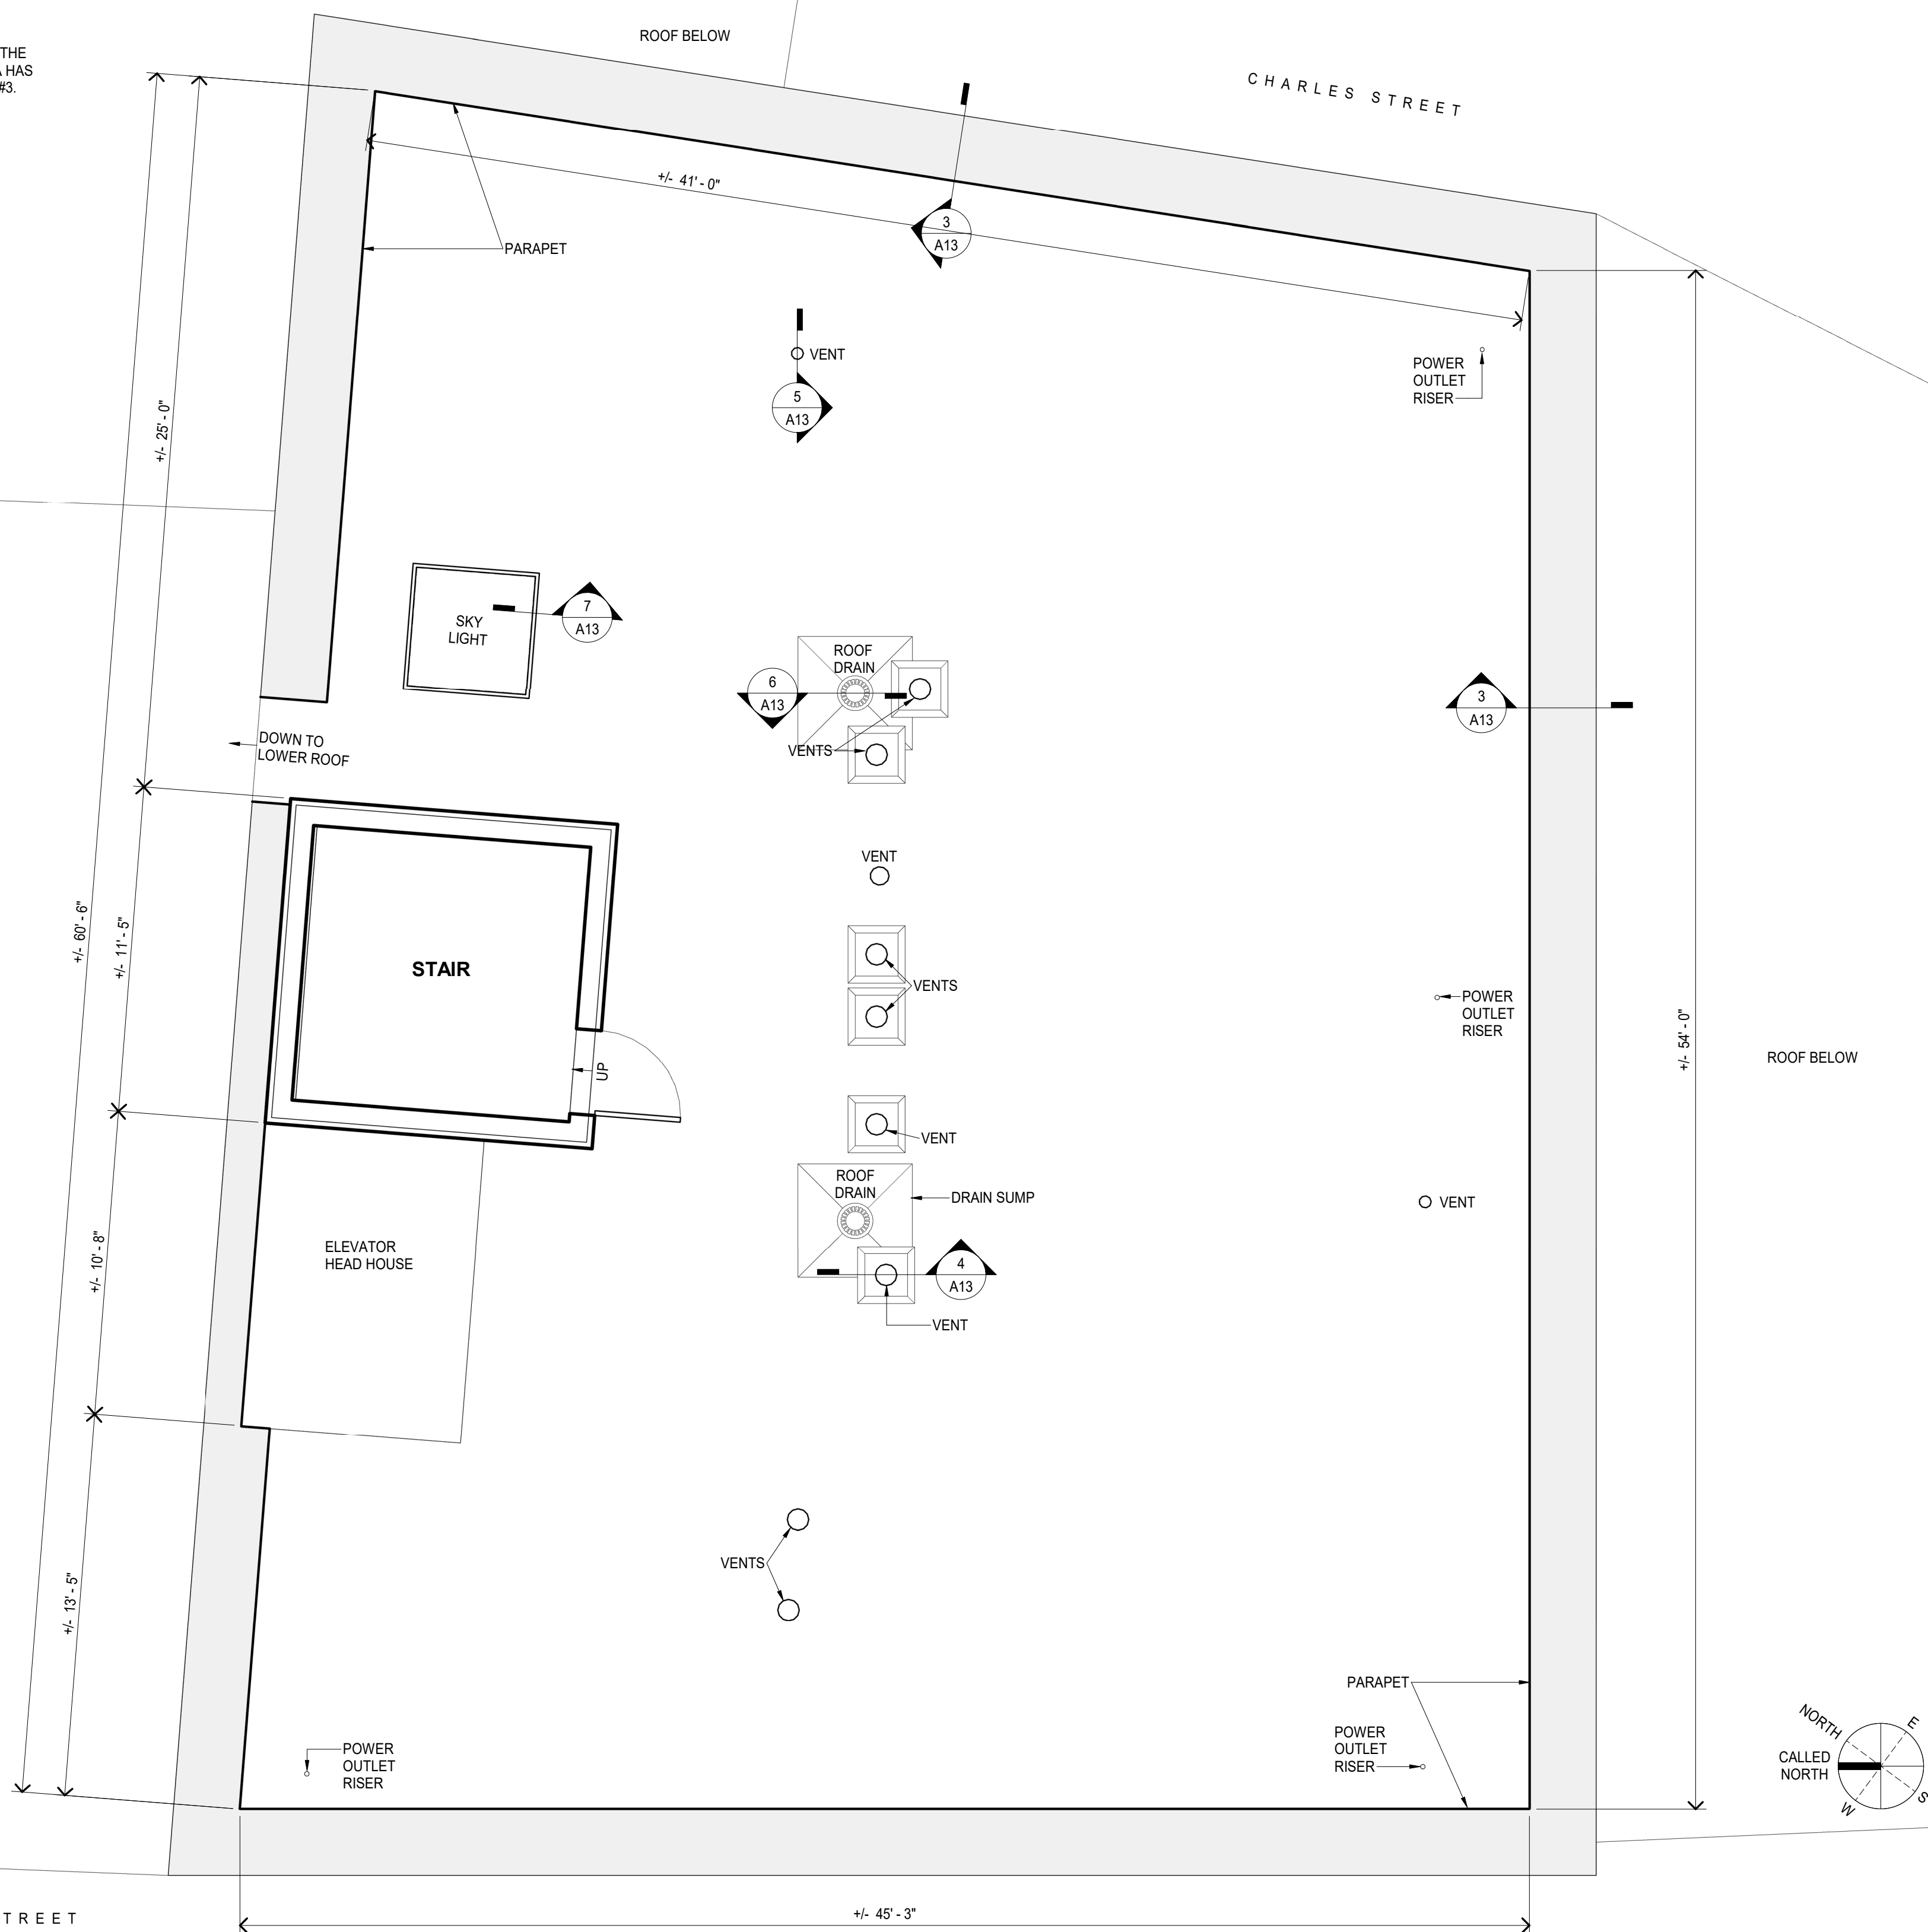 THE
HAS
#3.
ROOF BELOW
CHARLES STREET
+/- 41' - 0"
3
A13
PARAPET
VENT
5
A13
POWER
OUTLET
RISER
+/- 25' - 0"
SKY
LIGHT
7
A13
ROOF
DRAIN
6
A13
VENTS
3
A13
DOWN TO
LOWER ROOF
VENT
+/- 60' - 6"
+/- 11' - 5"
STAIR
VENTS
POWER
OUTLET
RISER
+/- 54' - 0"
ROOF BELOW
UP
VENT
ROOF
DRAIN
DRAIN SUMP
VENT
ELEVATOR
HEAD HOUSE
+/- 10' - 8"
4
A13
VENT
VENTS
+/- 13' - 5"
PARAPET
POWER
OUTLET
RISER
POWER
OUTLET
RISER
NORTH
E
CALLED
NORTH
W
S
TREET
+/- 45' - 3"